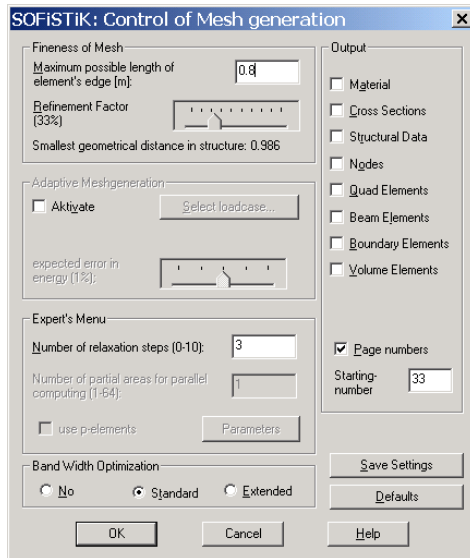 SOFiSTiK: Control of Mesh generation
Fineness of Mesh
Maximum possible length of
element's edge [m]:
0.8
Refinement Factor
(33%)
Smallest geometrical distance in structure: 0.986
Adaptive Meshgeneration
Aktivate
Select loadcase...
expected error in
energy (1%):
Expert's Menu
Number of relaxation steps (0-10):
3
Number of partial areas for parallel
computing (1-64):
1
use p-elements
Parameters
Band Width Optimization
No
Standard
Extended
Output
Material
Cross Sections
Structural Data
Nodes
Quad Elements
Beam Elements
Boundary Elements
Volume Elements
Page numbers
Starting-
number
33
Save Settings
Defaults
OK
Cancel
Help